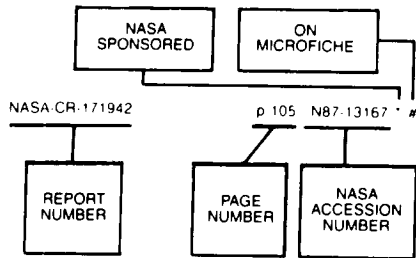 NASA
SPONSORED
ON
MICROFICHE
NASA-CR-171942 p 105 N87-13167 * #
REPORT
NUMBER
PAGE
NUMBER
NASA
ACCESSION
NUMBER